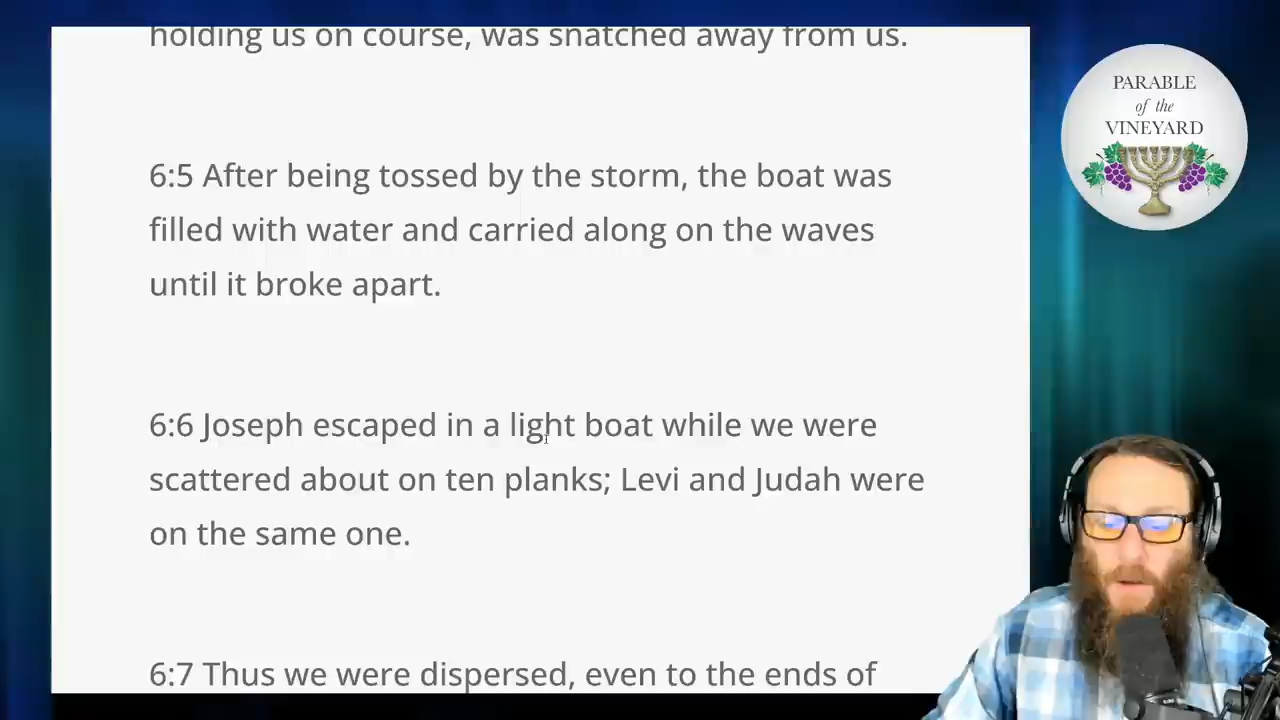 holding us on course, was snatched away from us.
6:5 After being tossed by the storm, the boat was
filled with water and carried along on the waves
until it broke apart.
6:6 Joseph escaped in a light boat while we were
scattered about on ten planks; Levi and Judah were
on the same one.
6:7 Thus we were dispersed, even to the ends of
PARABLE
of the
VINEYARD